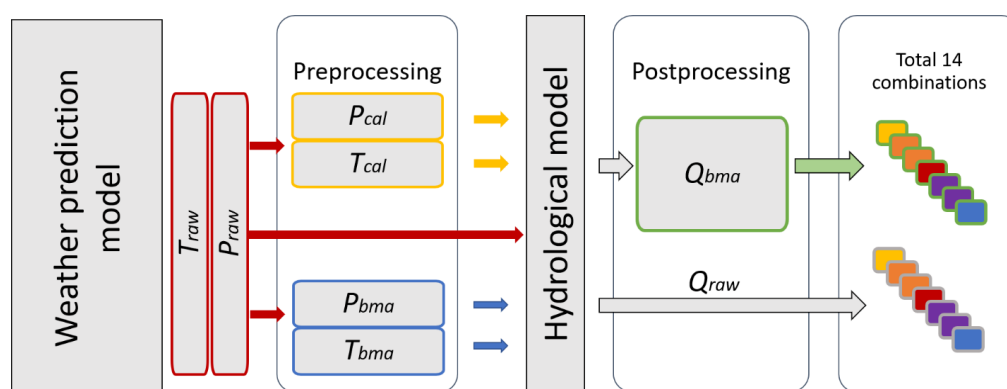 Weather prediction
model
Traw
Praw
Preprocessing
Pcal
Tcal
Pbma
Tbma
Hydrological model
Postprocessing
Qbma
Qraw
Total 14
combinations